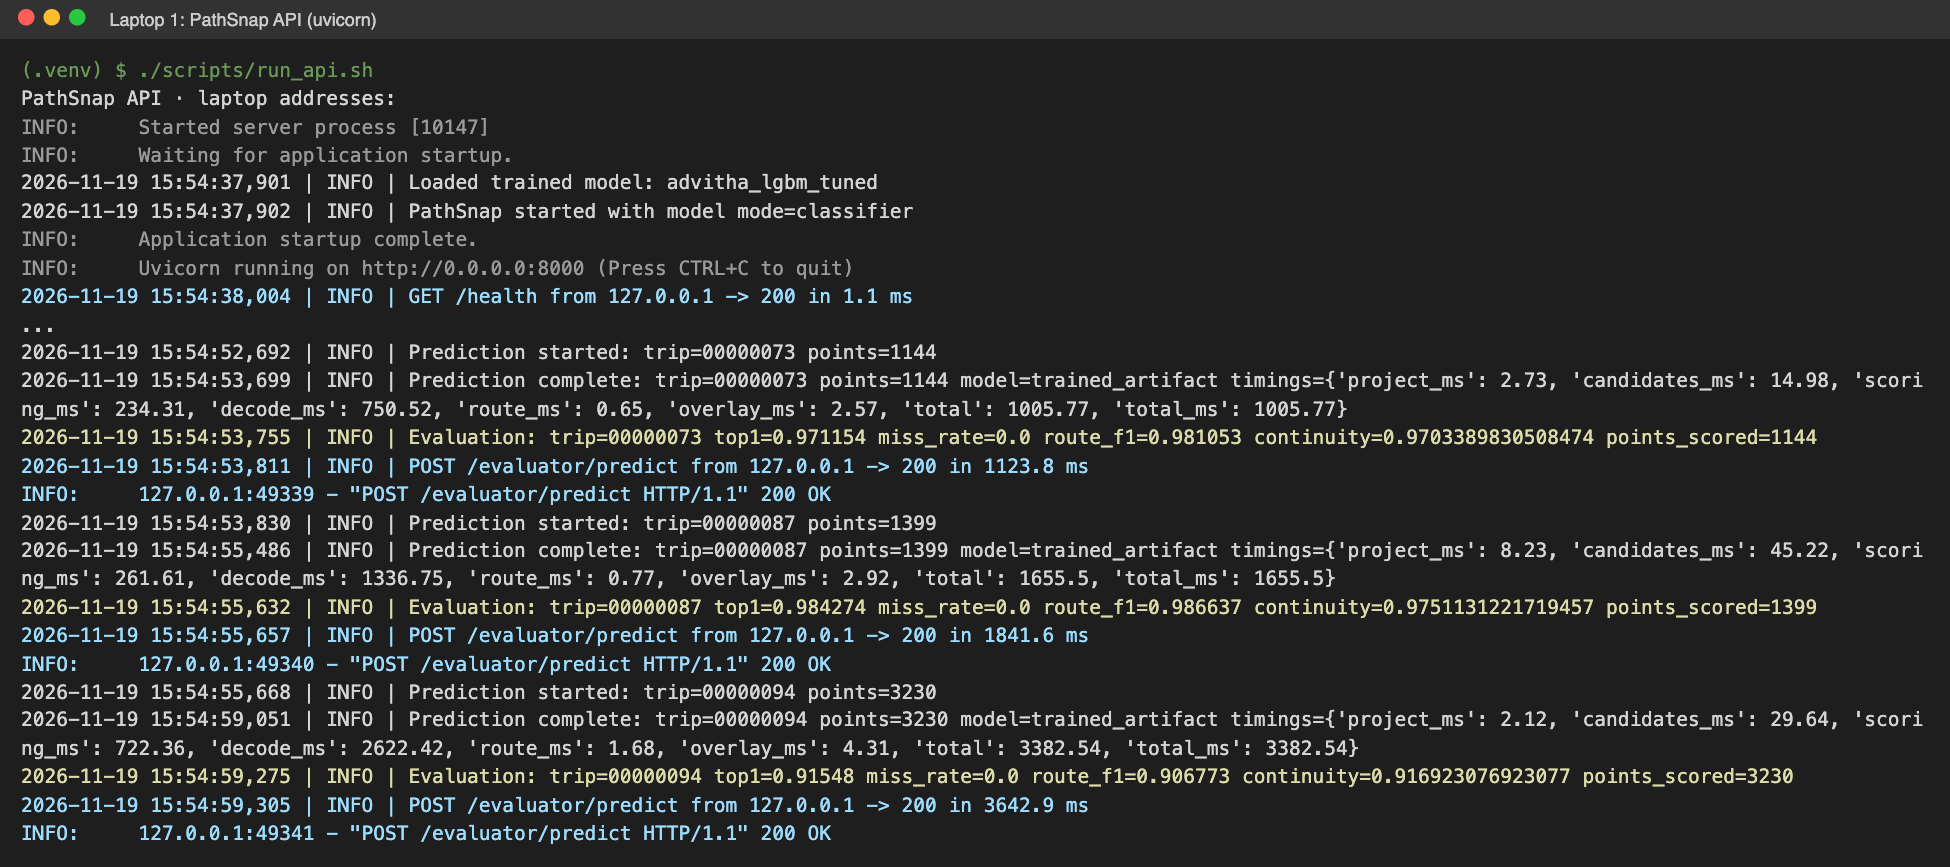 Laptop 1: PathSnap API (uvicorn)
(.venv) $ ./scripts/run_api.sh
PathSnap API · laptop addresses:
INFO:     Started server process [10147]
INFO:     Waiting for application startup.
2026-11-19 15:54:37,901 | INFO | Loaded trained model: advitha_lgbm_tuned
2026-11-19 15:54:37,902 | INFO | PathSnap started with model mode=classifier
INFO:     Application startup complete.
INFO:     Uvicorn running on http://0.0.0.0:8000 (Press CTRL+C to quit)
2026-11-19 15:54:38,004 | INFO | GET /health from 127.0.0.1 -> 200 in 1.1 ms
...
2026-11-19 15:54:52,692 | INFO | Prediction started: trip=00000073 points=1144
2026-11-19 15:54:53,699 | INFO | Prediction complete: trip=00000073 points=1144 model=trained_artifact timings={'project_ms': 2.73, 'candidates_ms': 14.98, 'scori
ng_ms': 234.31, 'decode_ms': 750.52, 'route_ms': 0.65, 'overlay_ms': 2.57, 'total': 1005.77, 'total_ms': 1005.77}
2026-11-19 15:54:53,755 | INFO | Evaluation: trip=00000073 top1=0.971154 miss_rate=0.0 route_f1=0.981053 continuity=0.9703389830508474 points_scored=1144
2026-11-19 15:54:53,811 | INFO | POST /evaluator/predict from 127.0.0.1 -> 200 in 1123.8 ms
INFO:     127.0.0.1:49339 - "POST /evaluator/predict HTTP/1.1" 200 OK
2026-11-19 15:54:53,830 | INFO | Prediction started: trip=00000087 points=1399
2026-11-19 15:54:55,486 | INFO | Prediction complete: trip=00000087 points=1399 model=trained_artifact timings={'project_ms': 8.23, 'candidates_ms': 45.22, 'scori
ng_ms': 261.61, 'decode_ms': 1336.75, 'route_ms': 0.77, 'overlay_ms': 2.92, 'total': 1655.5, 'total_ms': 1655.5}
2026-11-19 15:54:55,632 | INFO | Evaluation: trip=00000087 top1=0.984274 miss_rate=0.0 route_f1=0.986637 continuity=0.9751131221719457 points_scored=1399
2026-11-19 15:54:55,657 | INFO | POST /evaluator/predict from 127.0.0.1 -> 200 in 1841.6 ms
INFO:     127.0.0.1:49340 - "POST /evaluator/predict HTTP/1.1" 200 OK
2026-11-19 15:54:55,668 | INFO | Prediction started: trip=00000094 points=3230
2026-11-19 15:54:59,051 | INFO | Prediction complete: trip=00000094 points=3230 model=trained_artifact timings={'project_ms': 2.12, 'candidates_ms': 29.64, 'scori
ng_ms': 722.36, 'decode_ms': 2622.42, 'route_ms': 1.68, 'overlay_ms': 4.31, 'total': 3382.54, 'total_ms': 3382.54}
2026-11-19 15:54:59,275 | INFO | Evaluation: trip=00000094 top1=0.91548 miss_rate=0.0 route_f1=0.906773 continuity=0.916923076923077 points_scored=3230
2026-11-19 15:54:59,305 | INFO | POST /evaluator/predict from 127.0.0.1 -> 200 in 3642.9 ms
INFO:     127.0.0.1:49341 - "POST /evaluator/predict HTTP/1.1" 200 OK